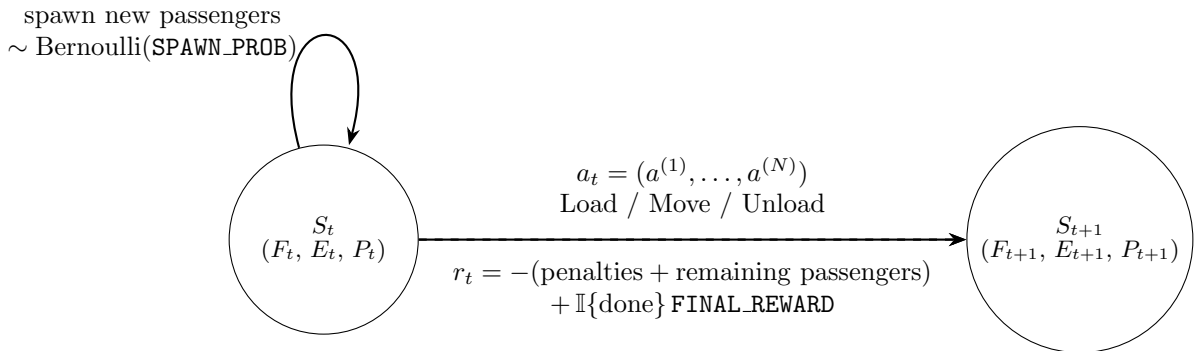 spawn new passengers
∼ Bernoulli(SPAWN_PROB)
a_t = (a^{(1)}, . . . , a^{(N)})
Load / Move / Unload
S_t
(F_t, E_t, P_t)
S_{t+1}
(F_{t+1}, E_{t+1}, P_{t+1})
r_t = −(penalties + remaining passengers)
+ 𝕀{done} FINAL_REWARD